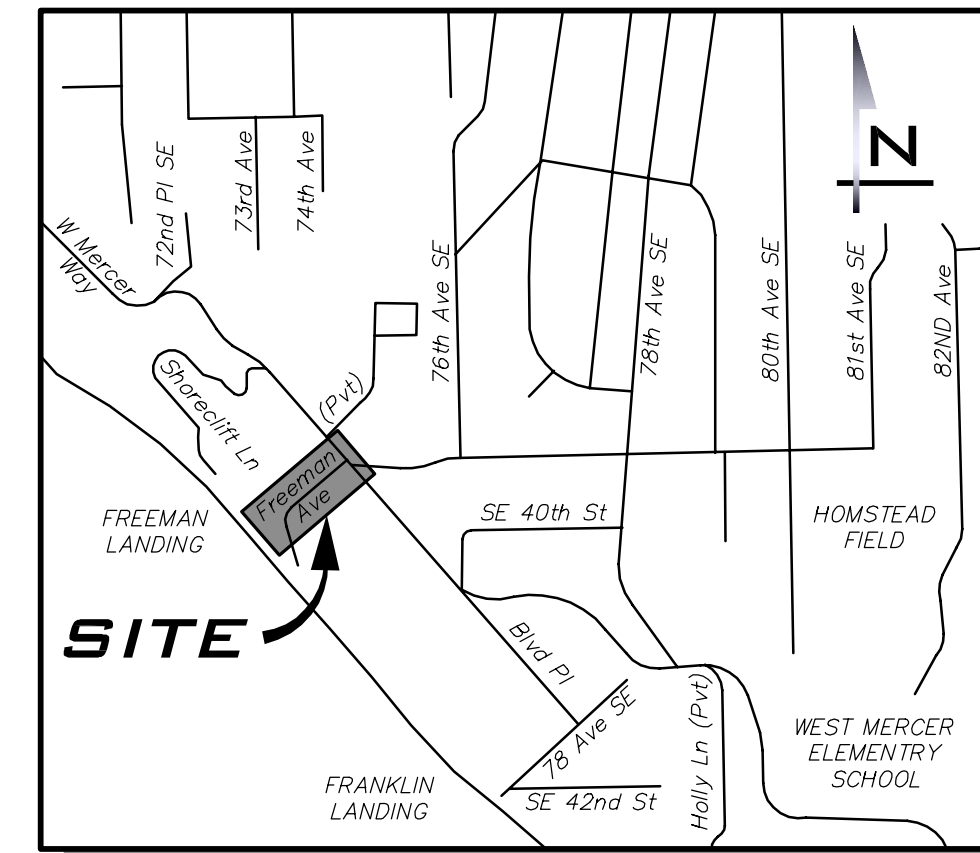 N
W Mercer
Way
72nd Pl SE
73rd Ave
74th Ave
76th Ave SE
78th Ave SE
80th Ave SE
81st Ave SE
82ND Ave
Shoreclift Ln
(Pvt)
Freeman
Ave
FREEMAN
LANDING
SE 40th St
HOMSTEAD
FIELD
SITE
Blvd Pl
78 Ave SE
Holly Ln (Pvt)
WEST MERCER
ELEMENTRY
SCHOOL
FRANKLIN
LANDING
SE 42nd St